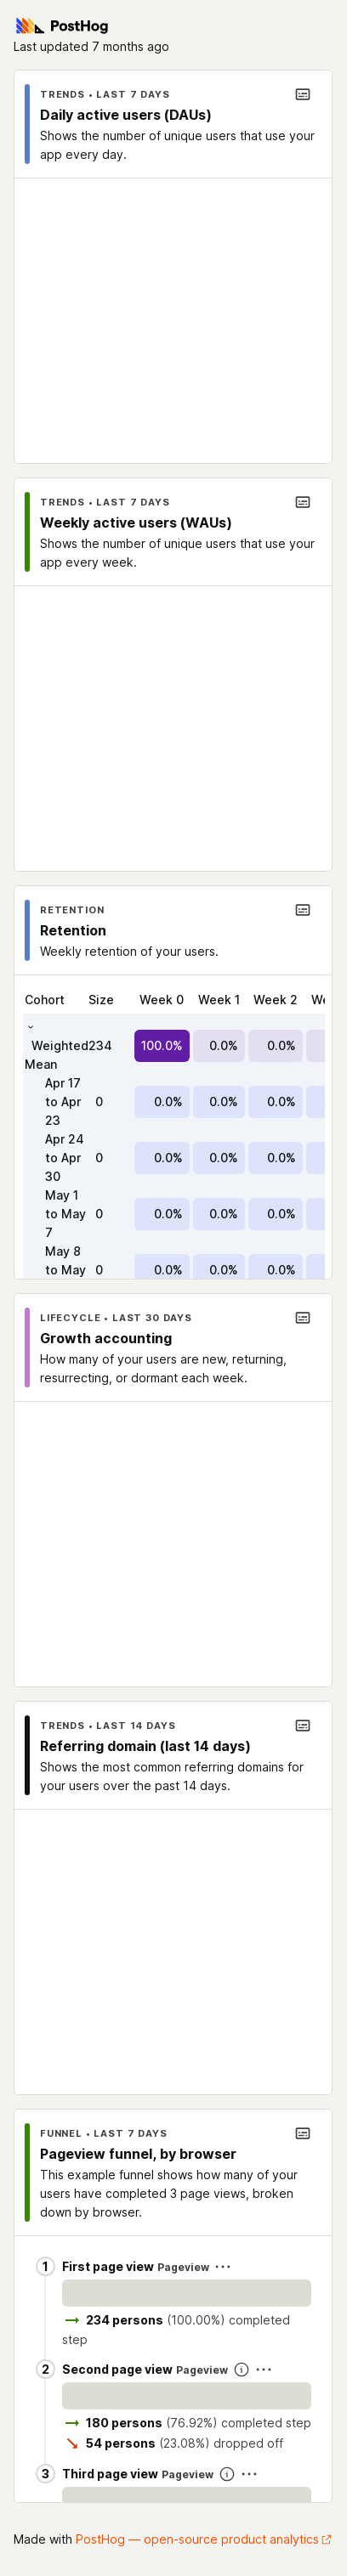 PostHog
Last updated 7 months ago
TRENDS • LAST 7 DAYS
Daily active users (DAUs)
Shows the number of unique users that use your
app every day.
TRENDS • LAST 7 DAYS
Weekly active users (WAUs)
Shows the number of unique users that use your
app every week.
RETENTION
Retention
Weekly retention of your users.
Cohort Size Week 0 Week 1 Week 2 We
Weighted 234 100.0% 0.0% 0.0%
Mean
Apr 17
to Apr 0 0.0% 0.0% 0.0%
23
Apr 24
to Apr 0 0.0% 0.0% 0.0%
30
May 1
to May 0 0.0% 0.0% 0.0%
7
May 8
to May 0 0.0% 0.0% 0.0%
LIFECYCLE • LAST 30 DAYS
Growth accounting
How many of your users are new, returning,
resurrecting, or dormant each week.
TRENDS • LAST 14 DAYS
Referring domain (last 14 days)
Shows the most common referring domains for
your users over the past 14 days.
FUNNEL • LAST 7 DAYS
Pageview funnel, by browser
This example funnel shows how many of your
users have completed 3 page views, broken
down by browser.
1 First page view Pageview
234 persons (100.00%) completed
step
2 Second page view Pageview
180 persons (76.92%) completed step
54 persons (23.08%) dropped off
3 Third page view Pageview
Made with PostHog — open-source product analytics